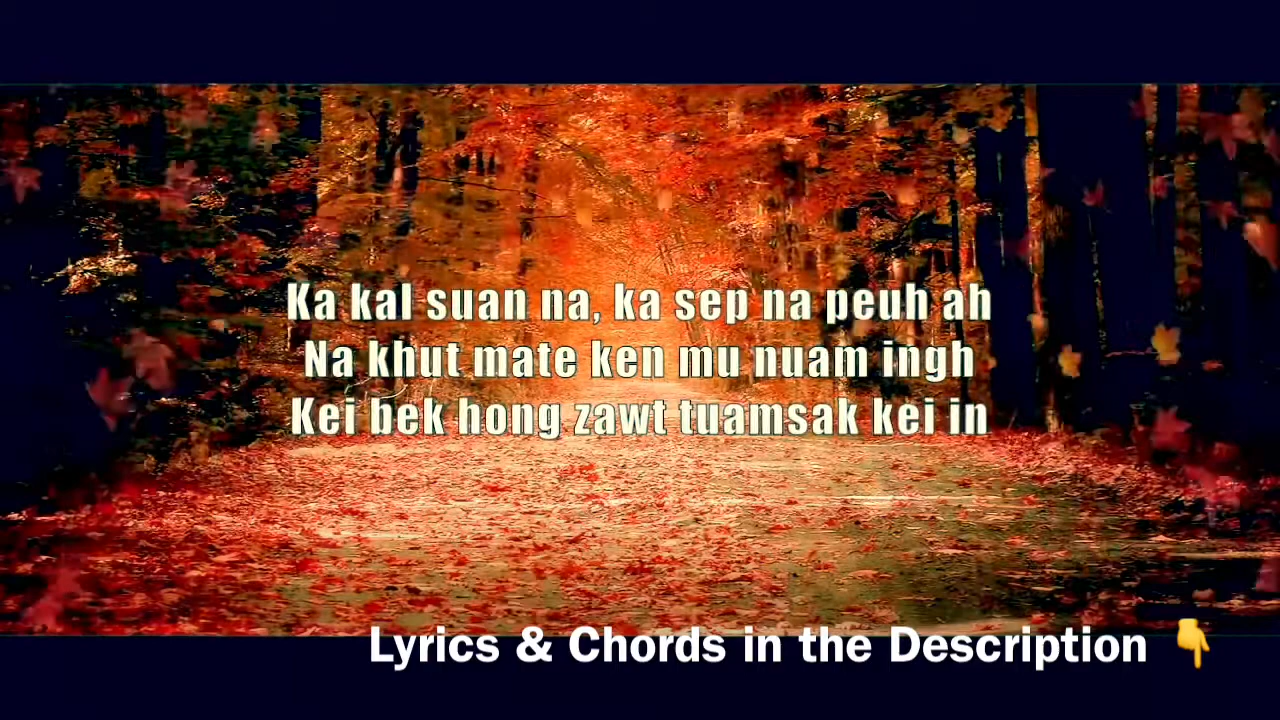 Ka kal suan na, ka sep na peuh ah
Na khut mate ken mu nuam ingh
Kei bek hong zawt tuamsak kei in
Lyrics & Chords in the Description 👇